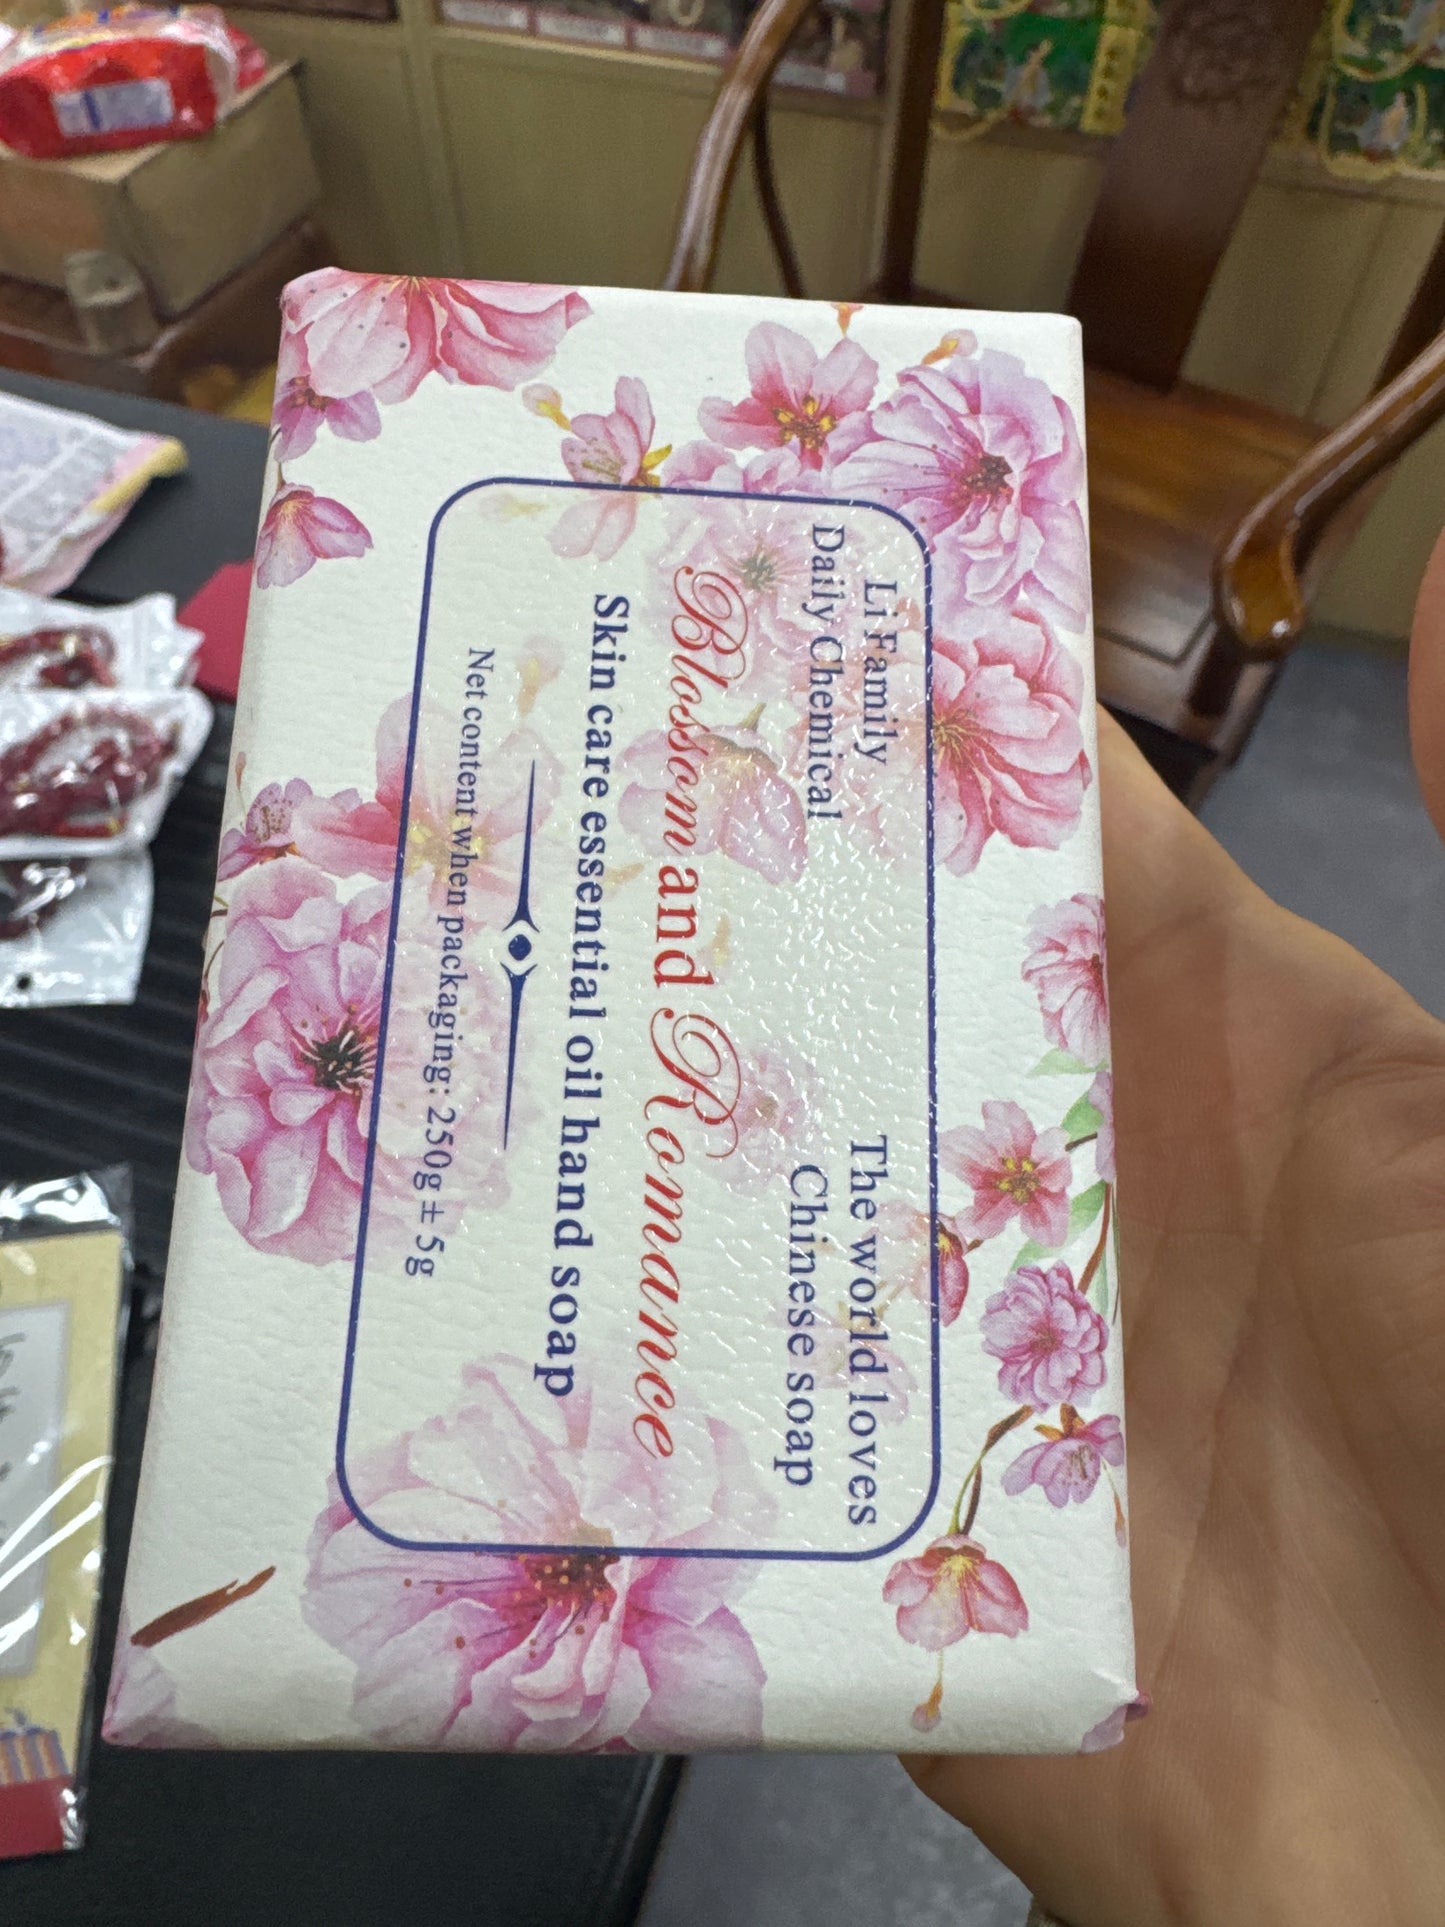 Li Family
Daily Chemical
The world loves
Chinese soap
Blossom and Romance
Skin care essential oil hand soap
Net content when packaging: 250g ± 5g